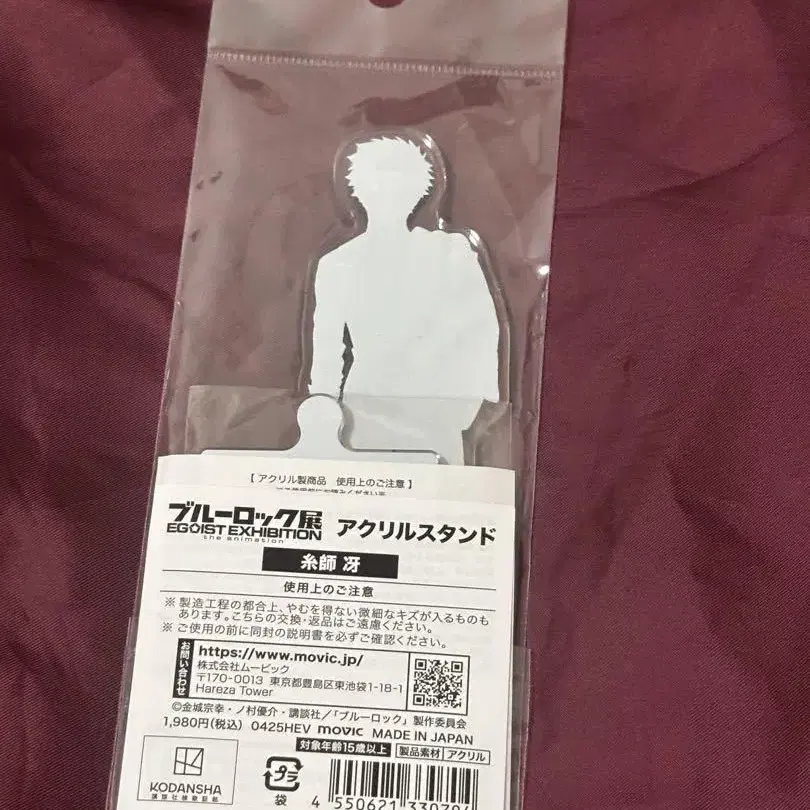 【 アクリル製商品 使用上のご注意 】
ブルーロック展
EGOIST EXHIBITION
the animation
アクリルスタンド
糸師 冴
使用上のご注意
※ 製造工程の都合上、やむを得ない微細なキズが入るものも
あります。こちらの交換・返品はご遠慮ください。
※ ご使用の前に同封の説明書を必ずご確認ください。
お問い合わせ
https://www.movic.jp/
株式会社ムービック
〒170-0013 東京都豊島区東池袋1-18-1
Hareza Tower
©金城宗幸・ノ村優介・講談社/「ブルーロック」製作委員会
1,980円(税込) 0425HEV movic MADE IN JAPAN
対象年齢15歳以上 製品素材 アクリル
KODANSHA
プラ
袋
4 550621 330794